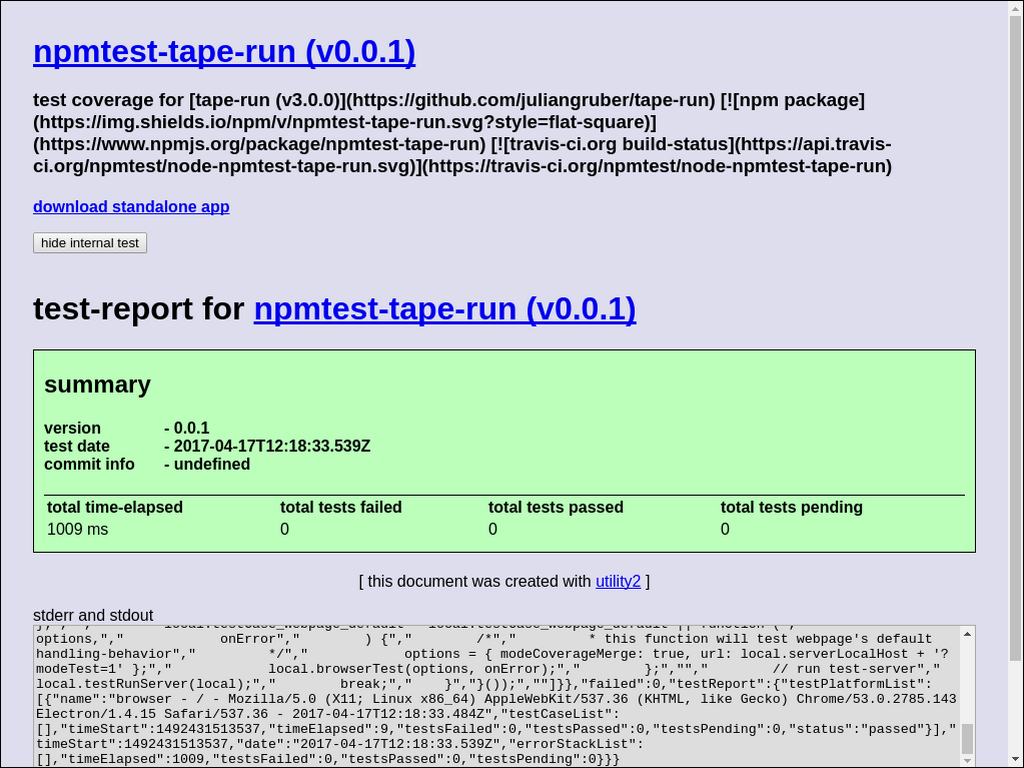 npmtest-tape-run (v0.0.1)
test coverage for [tape-run (v3.0.0)](https://github.com/juliangruber/tape-run) [![npm package]
(https://img.shields.io/npm/v/npmtest-tape-run.svg?style=flat-square)]
(https://www.npmjs.org/package/npmtest-tape-run) [![travis-ci.org build-status](https://api.travis-
ci.org/npmtest/node-npmtest-tape-run.svg)](https://travis-ci.org/npmtest/node-npmtest-tape-run)
download standalone app
hide internal test
test-report for npmtest-tape-run (v0.0.1)
summary
version - 0.0.1
test date - 2017-04-17T12:18:33.539Z
commit info - undefined
total time-elapsed total tests failed total tests passed total tests pending
1009 ms 0 0 0
[ this document was created with utility2 ]
stderr and stdout
options,","            onError","        ) {","        /*","         * this function will test webpage's default
handling-behavior","         */","            options = { modeCoverageMerge: true, url: local.serverLocalHost + '?
modeTest=1' };","            local.browserTest(options, onError);","        };","","        // run test-server","
local.testRunServer(local);","        break;","    }","}());",""]}},"failed":0,"testReport":{"testPlatformList":
[{"name":"browser - / - Mozilla/5.0 (X11; Linux x86_64) AppleWebKit/537.36 (KHTML, like Gecko) Chrome/53.0.2785.143
Electron/1.4.15 Safari/537.36 - 2017-04-17T12:18:33.484Z","testCaseList":
[],"timeStart":1492431513537,"timeElapsed":9,"testsFailed":0,"testsPassed":0,"testsPending":0,"status":"passed"}],"
timeStart":1492431513537,"date":"2017-04-17T12:18:33.539Z","errorStackList":
[],"timeElapsed":1009,"testsFailed":0,"testsPassed":0,"testsPending":0}}}